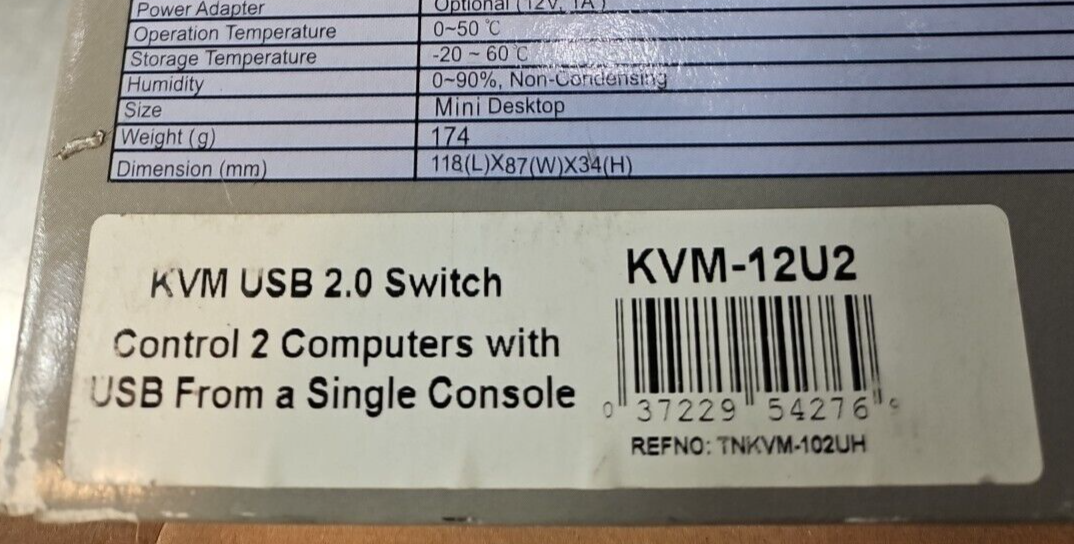 Power Adapter Optional (12V, 1A)
Operation Temperature 0~50 ℃
Storage Temperature -20 ~ 60 ℃
Humidity 0~90%, Non-Condensing
Size Mini Desktop
Weight (g) 174
Dimension (mm) 118(L)X87(W)X34(H)
KVM USB 2.0 Switch
Control 2 Computers with
USB From a Single Console
KVM-12U2
0 37229 54276
REFNO: TNKVM-102UH